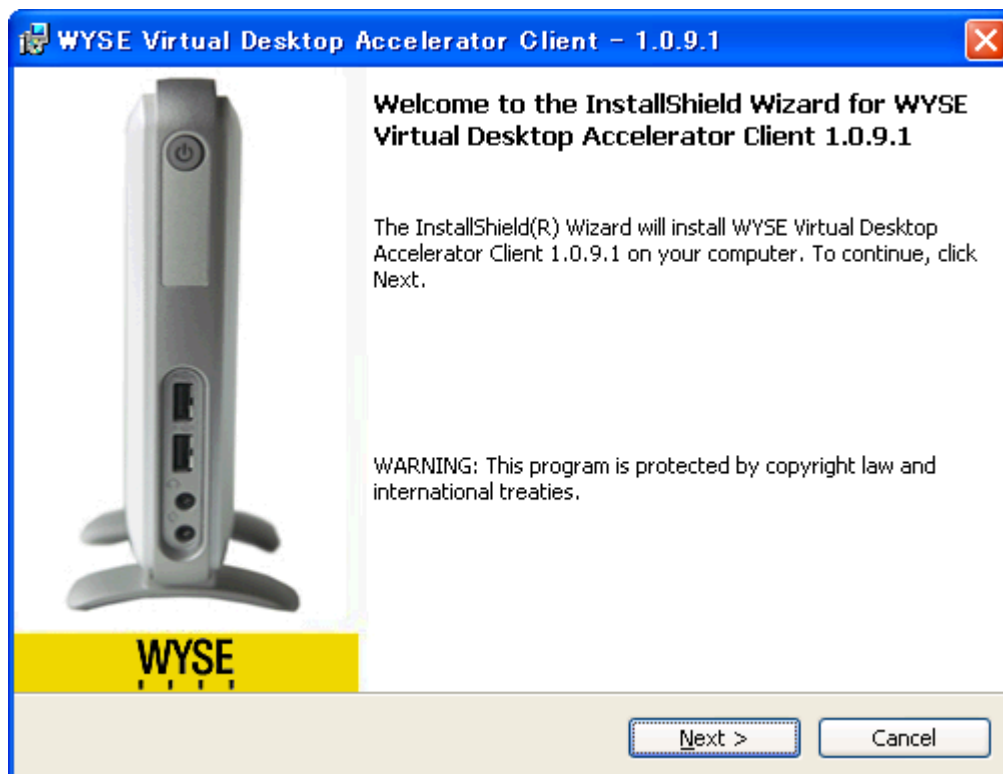 WYSE Virtual Desktop Accelerator Client - 1.0.9.1
Welcome to the InstallShield Wizard for WYSE
Virtual Desktop Accelerator Client 1.0.9.1
The InstallShield(R) Wizard will install WYSE Virtual Desktop
Accelerator Client 1.0.9.1 on your computer. To continue, click
Next.
WARNING: This program is protected by copyright law and
international treaties.
WYSE
Next >
Cancel